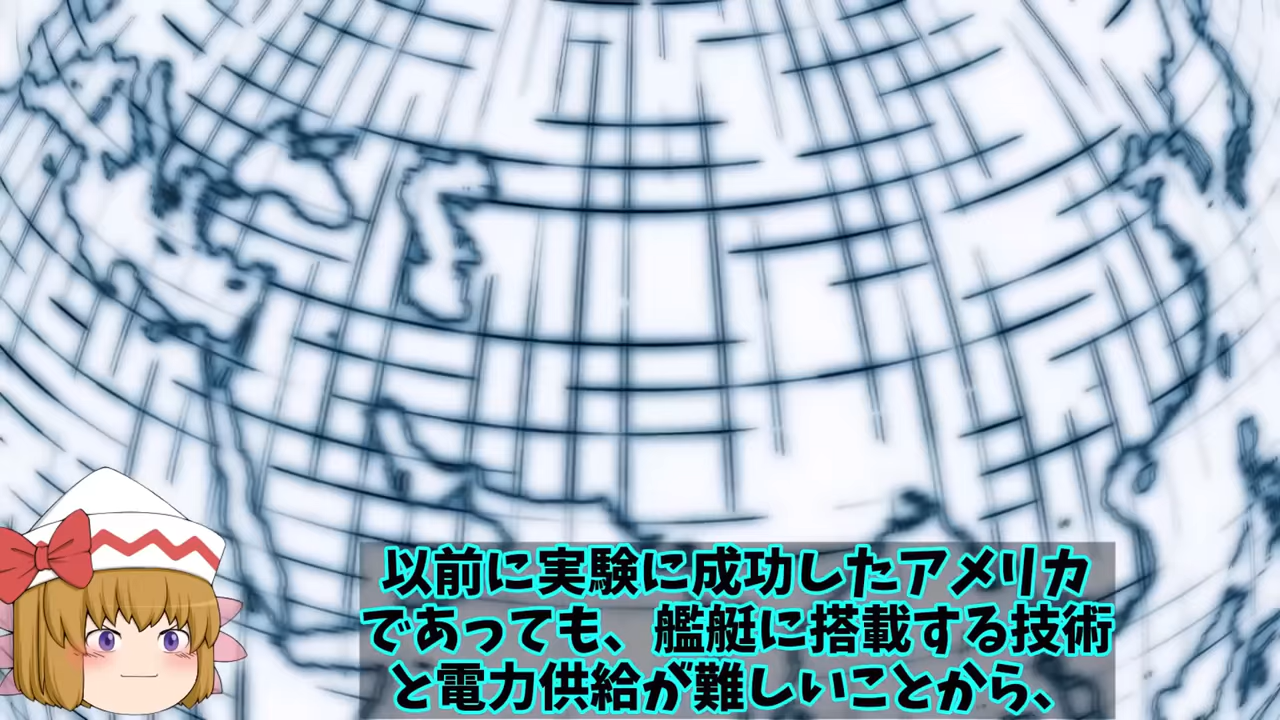 以前に実験に成功したアメリカ
であっても、艦艇に搭載する技術
と電力供給が難しいことから、